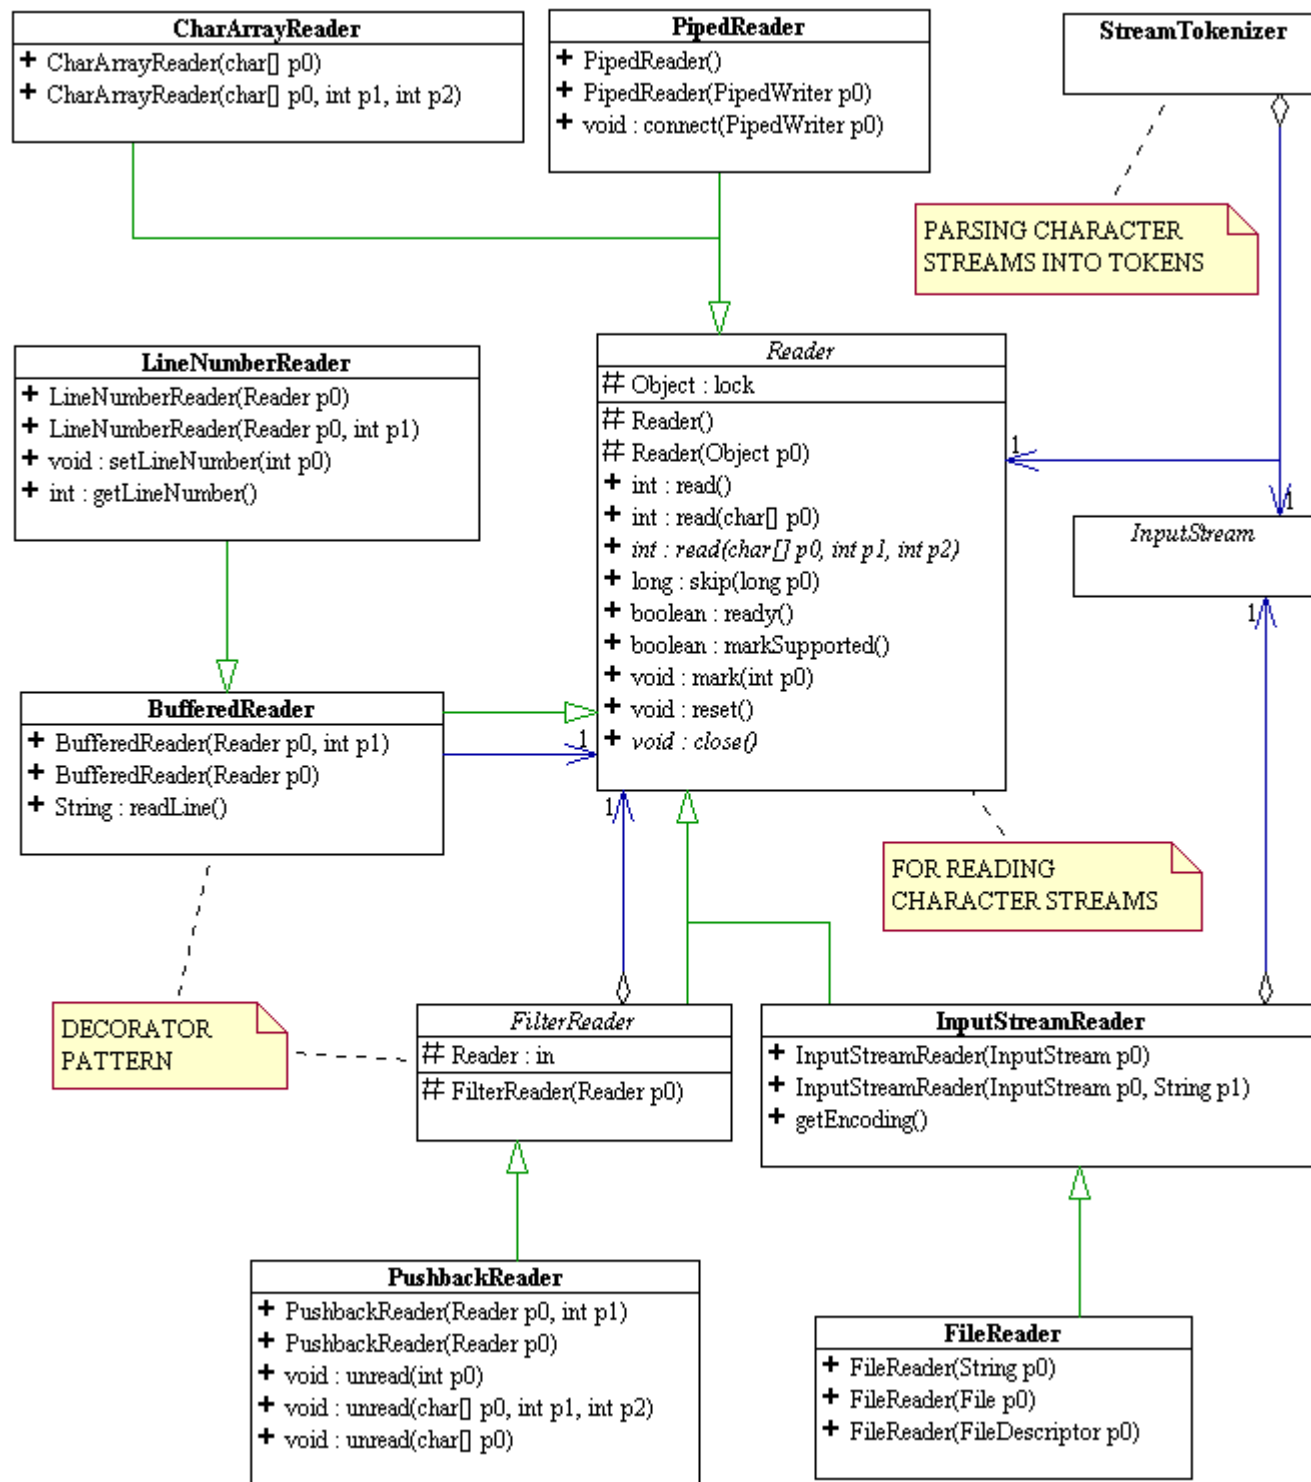 CharArrayReader
+ CharArrayReader(char[] p0)
+ CharArrayReader(char[] p0, int p1, int p2)
PipedReader
+ PipedReader()
+ PipedReader(PipedWriter p0)
+ void : connect(PipedWriter p0)
StreamTokenizer
PARSING CHARACTER
STREAMS INTO TOKENS
LineNumberReader
+ LineNumberReader(Reader p0)
+ LineNumberReader(Reader p0, int p1)
+ void : setLineNumber(int p0)
+ int : getLineNumber()
Reader
# Object : lock
# Reader()
# Reader(Object p0)
+ int : read()
+ int : read(char[] p0)
+ int : read(char[] p0, int p1, int p2)
+ long : skip(long p0)
+ boolean : ready()
+ boolean : markSupported()
+ void : mark(int p0)
+ void : reset()
+ void : close()
1
1
InputStream
1
BufferedReader
+ BufferedReader(Reader p0, int p1)
+ BufferedReader(Reader p0)
+ String : readLine()
1
1
FOR READING
CHARACTER STREAMS
DECORATOR
PATTERN
FilterReader
# Reader : in
# FilterReader(Reader p0)
InputStreamReader
+ InputStreamReader(InputStream p0)
+ InputStreamReader(InputStream p0, String p1)
+ getEncoding()
PushbackReader
+ PushbackReader(Reader p0, int p1)
+ PushbackReader(Reader p0)
+ void : unread(int p0)
+ void : unread(char[] p0, int p1, int p2)
+ void : unread(char[] p0)
FileReader
+ FileReader(String p0)
+ FileReader(File p0)
+ FileReader(FileDescriptor p0)